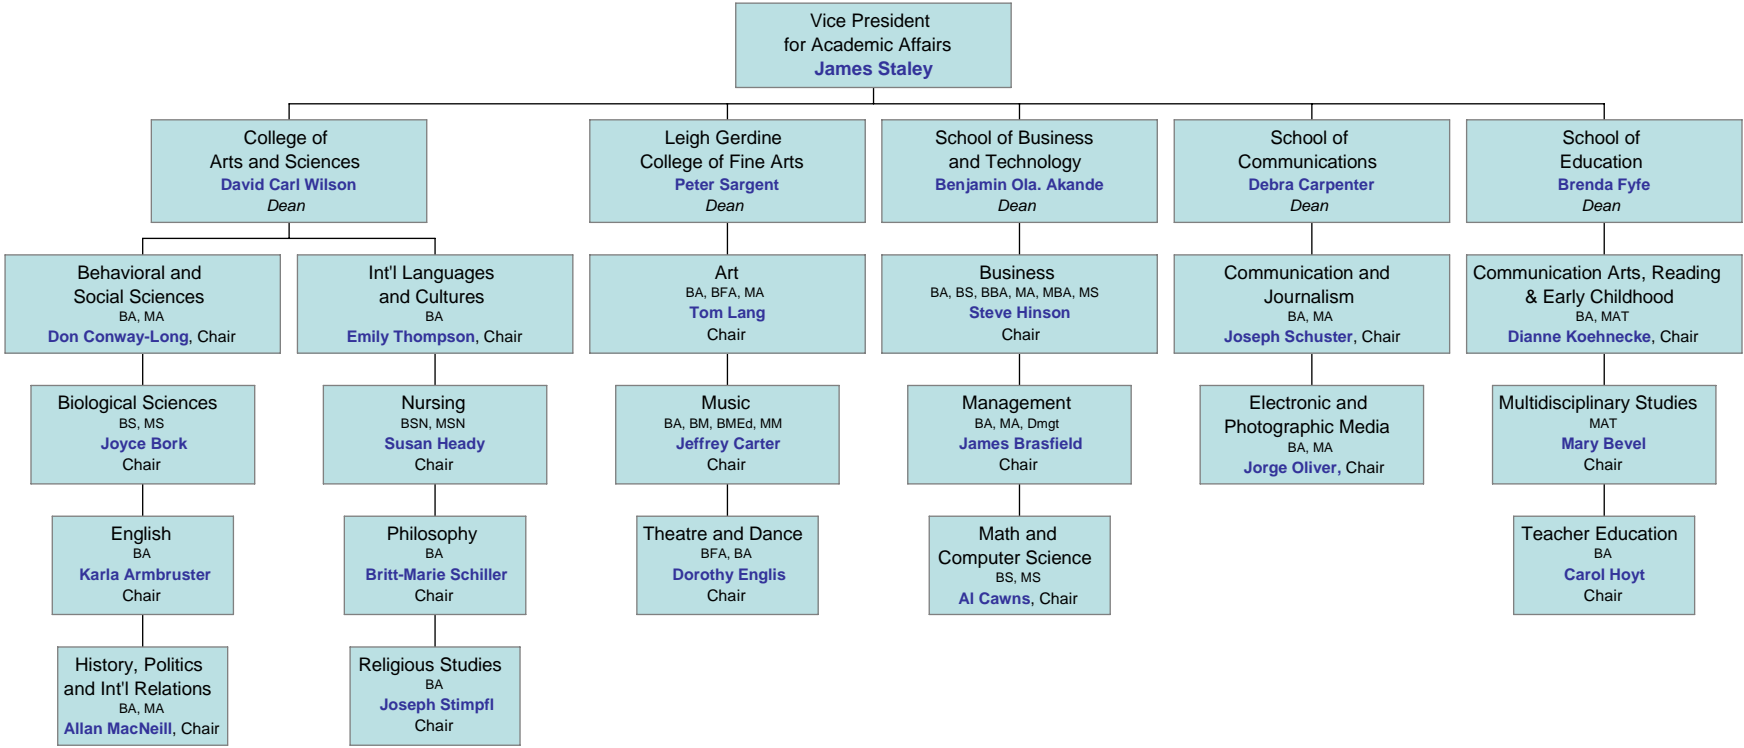 Vice President
for Academic Affairs
James Staley
College of
Arts and Sciences
David Carl Wilson
Dean
Leigh Gerdine
College of Fine Arts
Peter Sargent
Dean
School of Business
and Technology
Benjamin Ola. Akande
Dean
School of
Communications
Debra Carpenter
Dean
School of
Education
Brenda Fyfe
Dean
Behavioral and
Social Sciences
BA, MA
Don Conway-Long, Chair
Int'l Languages
and Cultures
BA
Emily Thompson, Chair
Art
BA, BFA, MA
Tom Lang
Chair
Business
BA, BS, BBA, MA, MBA, MS
Steve Hinson
Chair
Communication and
Journalism
BA, MA
Joseph Schuster, Chair
Communication Arts, Reading
& Early Childhood
BA, MAT
Dianne Koehnecke, Chair
Biological Sciences
BS, MS
Joyce Bork
Chair
Nursing
BSN, MSN
Susan Heady
Chair
Music
BA, BM, BMEd, MM
Jeffrey Carter
Chair
Management
BA, MA, Dmgt
James Brasfield
Chair
Electronic and
Photographic Media
BA, MA
Jorge Oliver, Chair
Multidisciplinary Studies
MAT
Mary Bevel
Chair
English
BA
Karla Armbruster
Chair
Philosophy
BA
Britt-Marie Schiller
Chair
Theatre and Dance
BFA, BA
Dorothy Englis
Chair
Math and
Computer Science
BS, MS
Al Cawns, Chair
Teacher Education
BA
Carol Hoyt
Chair
History, Politics
and Int'l Relations
BA, MA
Allan MacNeill, Chair
Religious Studies
BA
Joseph Stimpfl
Chair